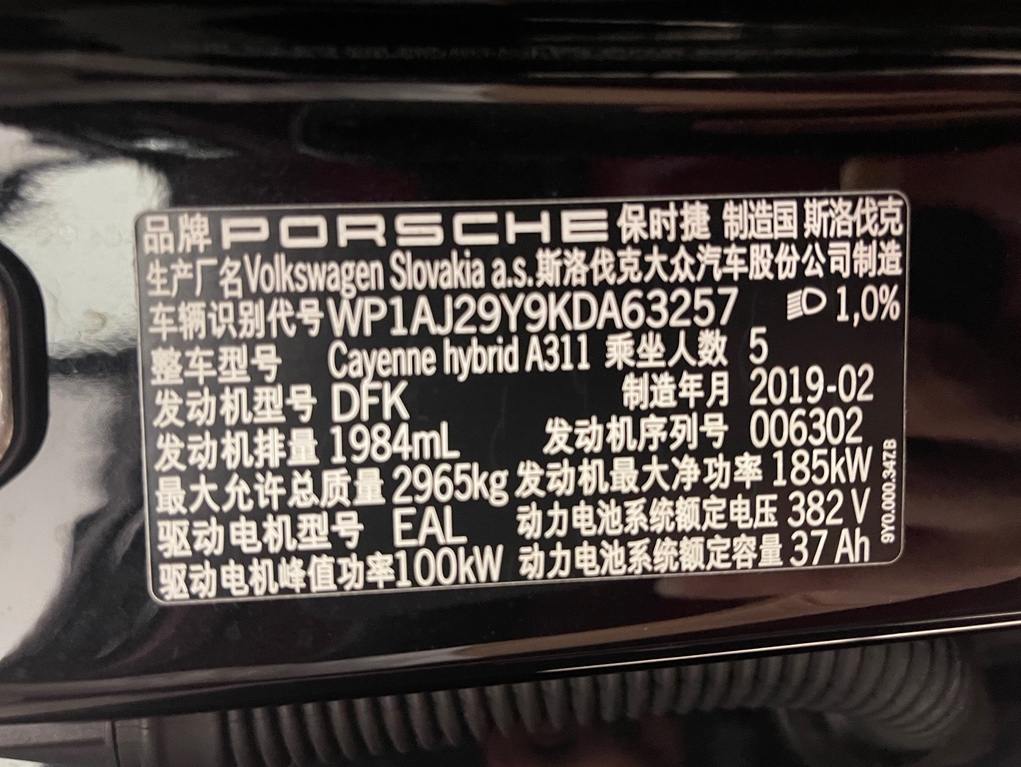 品牌 PORSCHE 保时捷 制造国 斯洛伐克
生产厂名Volkswagen Slovakia a.s.斯洛伐克大众汽车股份公司制造
车辆识别代号WP1AJ29Y9KDA63257 1,0%
整车型号 Cayenne hybrid A311 乘坐人数 5
发动机型号 DFK 制造年月 2019-02
发动机排量 1984mL 发动机序列号 006302
最大允许总质量 2965kg 发动机最大净功率 185kW
驱动电机型号 EAL 动力电池系统额定电压 382 V
驱动电机峰值功率100kW 动力电池系统额定容量 37 Ah
9Y0.000.347.B